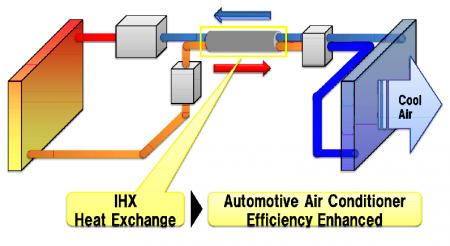 Cool
Air
IHX
Heat Exchange
Automotive Air Conditioner
Efficiency Enhanced